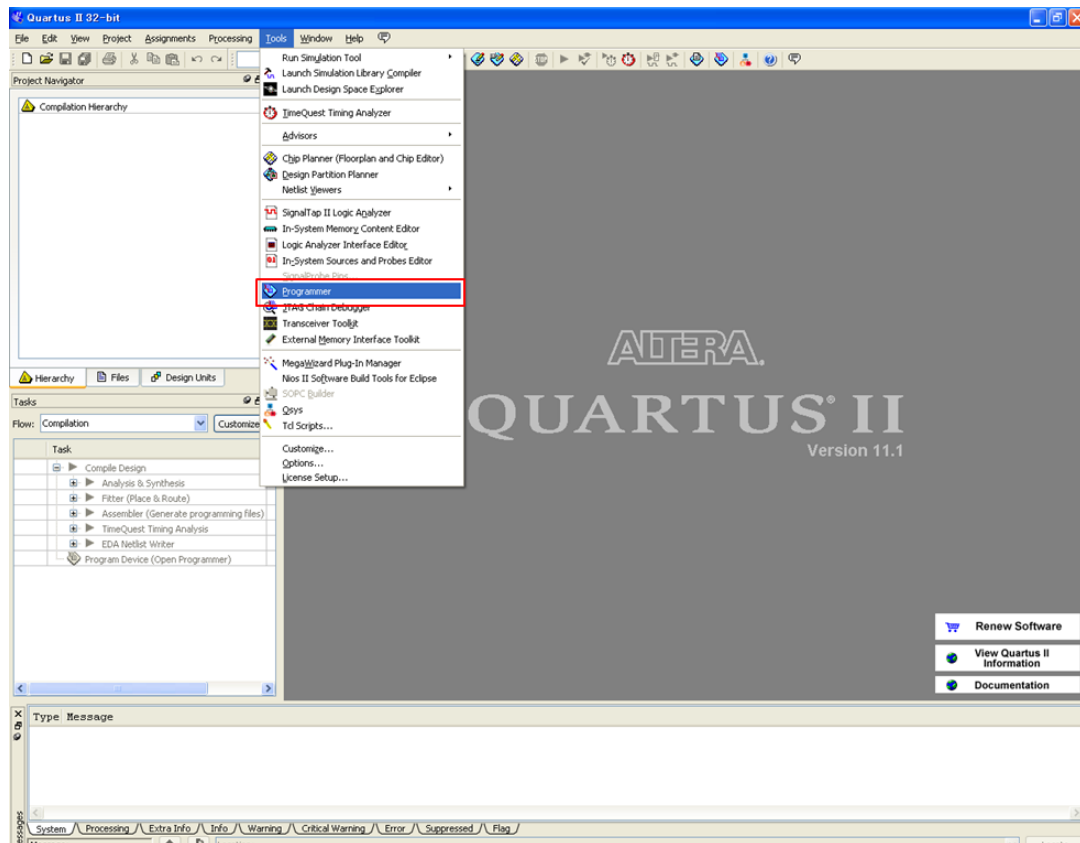 Quartus II 32-bit
File Edit View Project Assignments Processing Tools Window Help
Project Navigator
Compilation Hierarchy
Hierarchy Files Design Units
Run Simulation Tool
Launch Simulation Library Compiler
Launch Design Space Explorer
TimeQuest Timing Analyzer
Advisors
Chip Planner (Floorplan and Chip Editor)
Design Partition Planner
Netlist Viewers
SignalTap II Logic Analyzer
In-System Memory Content Editor
Logic Analyzer Interface Editor
In-System Sources and Probes Editor
SignalProbe Pins...
Programmer
JTAG Chain Debugger
Transceiver Toolkit
External Memory Interface Toolkit
MegaWizard Plug-In Manager
Nios II Software Build Tools for Eclipse
SOPC Builder
Qsys
Tcl Scripts...
Customize...
Options...
License Setup...
Tasks
Flow: Compilation Customize
Task
Compile Design
Analysis & Synthesis
Fitter (Place & Route)
Assembler (Generate programming files)
TimeQuest Timing Analysis
EDA Netlist Writer
Program Device (Open Programmer)
ALTERA.
QUARTUS® II
Version 11.1
Renew Software
View Quartus II
Information
Documentation
Type Message
System Processing Extra Info Info Warning Critical Warning Error Suppressed Flag